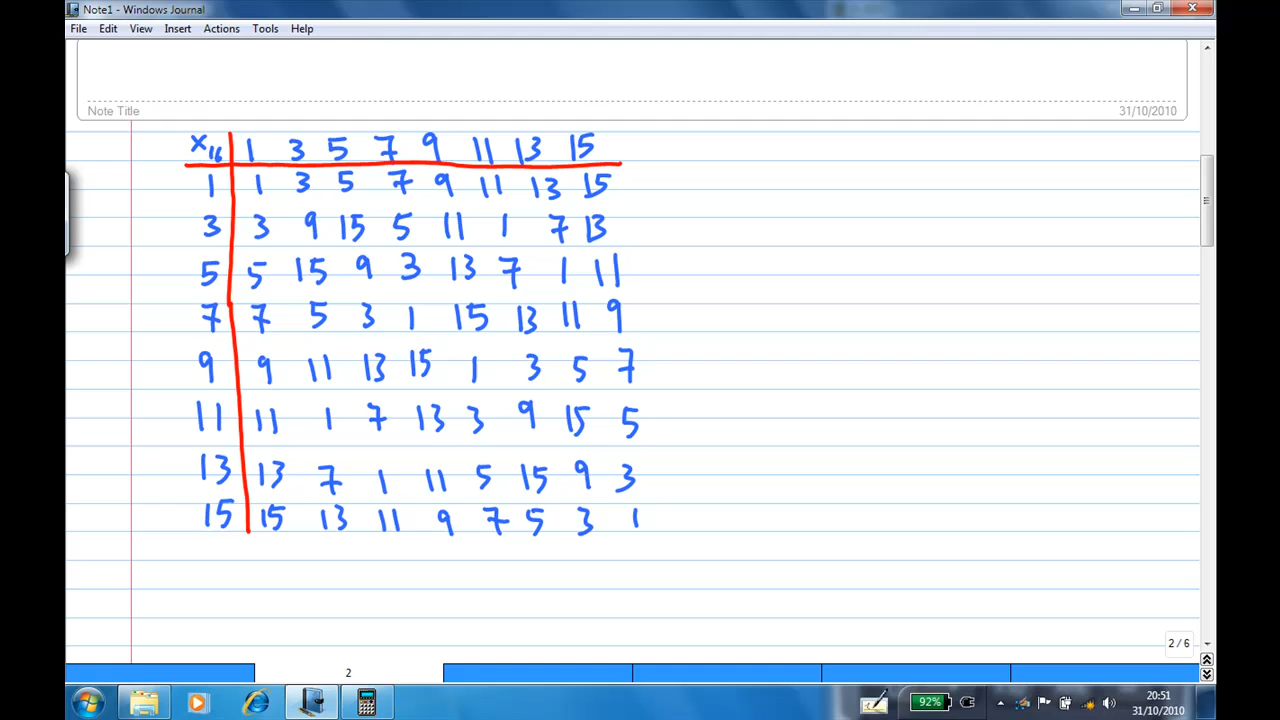 Note1 - Windows Journal
File Edit View Insert Actions Tools Help
Note Title 31/10/2010
×16 1 3 5 7 9 11 13 15
1 1 3 5 7 9 11 13 15
3 3 9 15 5 11 1 7 13
5 5 15 9 3 13 7 1 11
7 7 5 3 1 15 13 11 9
9 9 11 13 15 1 3 5 7
11 11 1 7 13 3 9 15 5
13 13 7 1 11 5 15 9 3
15 15 13 11 9 7 5 3 1
2 / 6
2
92% 20:51
31/10/2010